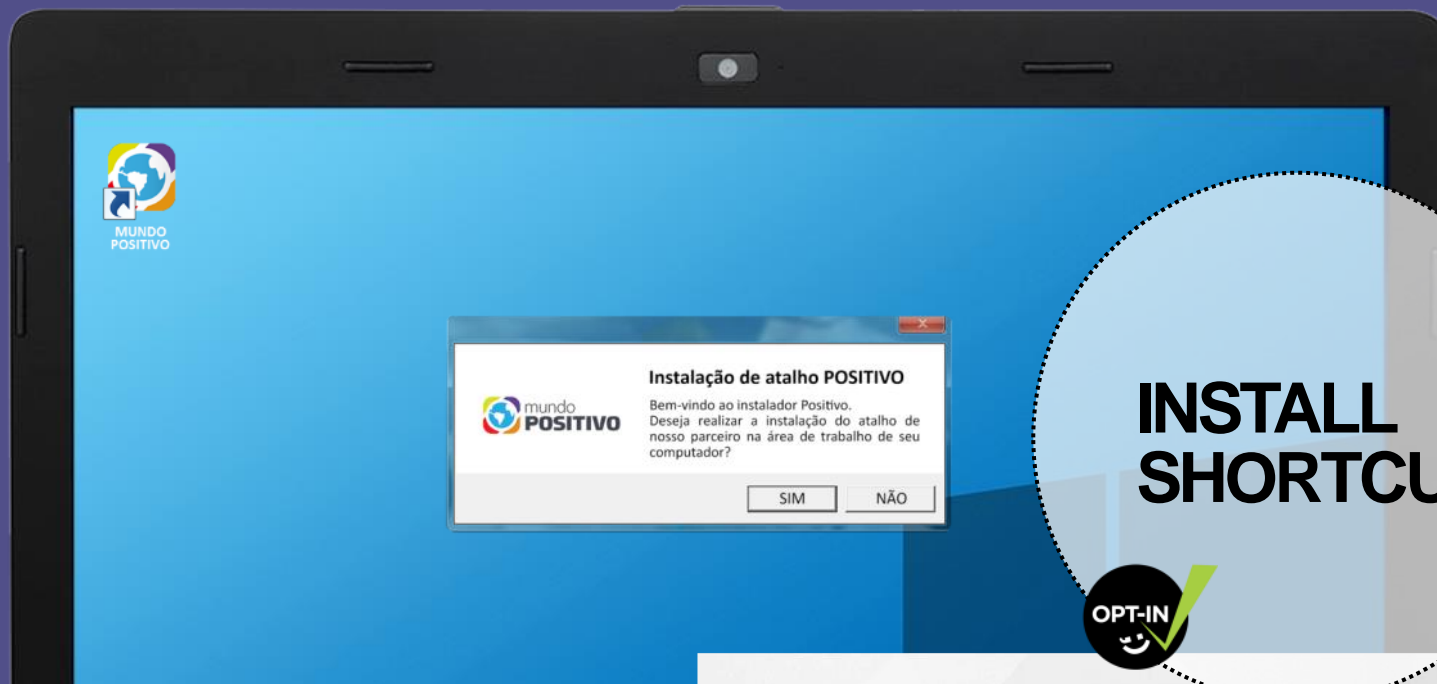 MUNDO
POSITIVO
Instalação de atalho POSITIVO
mundo
POSITIVO
Bem-vindo ao instalador Positivo.
Deseja realizar a instalação do atalho de
nosso parceiro na área de trabalho de seu
computador?
SIM
NÃO
INSTALL
SHORTCU
OPT-IN